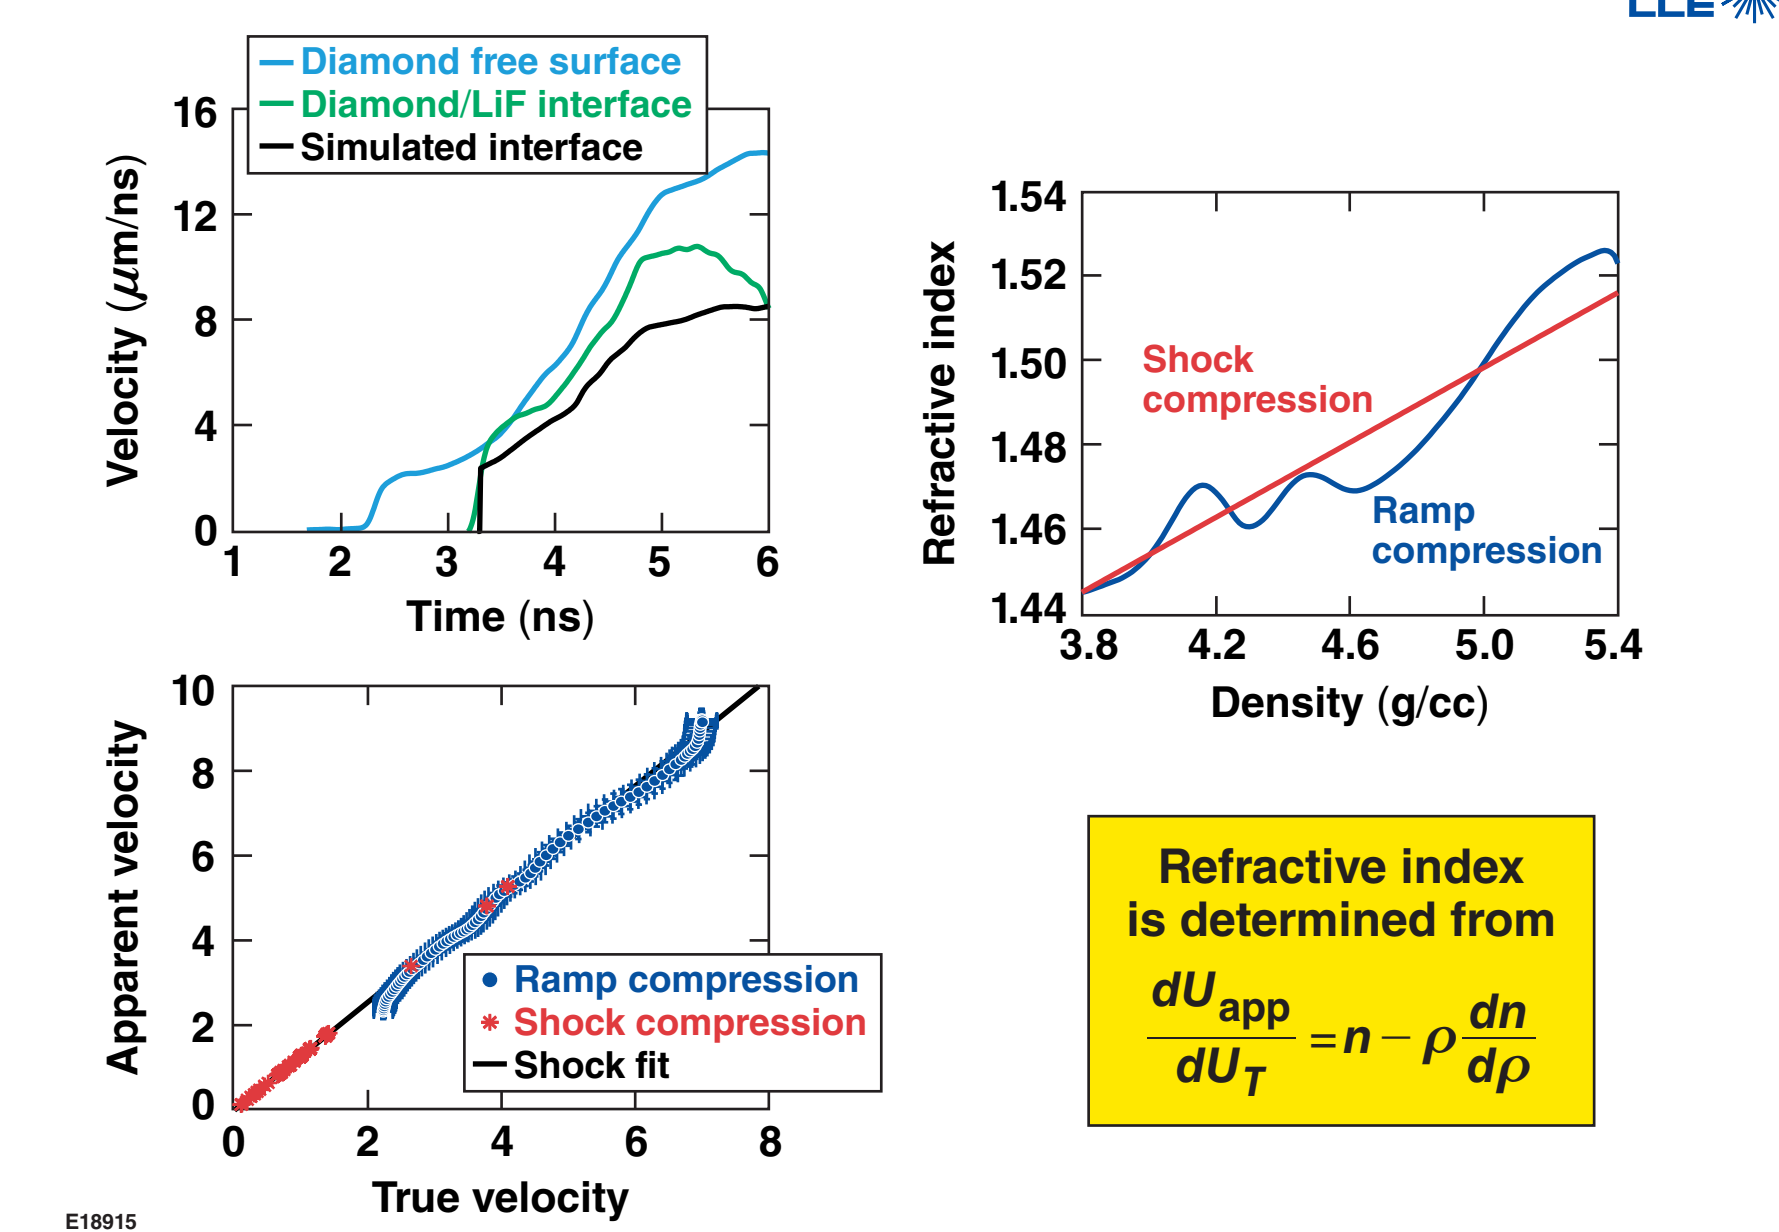 LLE
Diamond free surface
Diamond/LiF interface
Simulated interface
16
12
8
4
0
Velocity (μm/ns)
1 2 3 4 5 6
Time (ns)
1.54
1.52
1.50
1.48
1.46
1.44
Refractive index
Shock
compression
Ramp
compression
3.8 4.2 4.6 5.0 5.4
Density (g/cc)
10
8
6
4
2
0
Apparent velocity
Ramp compression
Shock compression
Shock fit
0 2 4 6 8
True velocity
Refractive index
is determined from
dU_app/dU_T = n − ρ dn/dρ
E18915